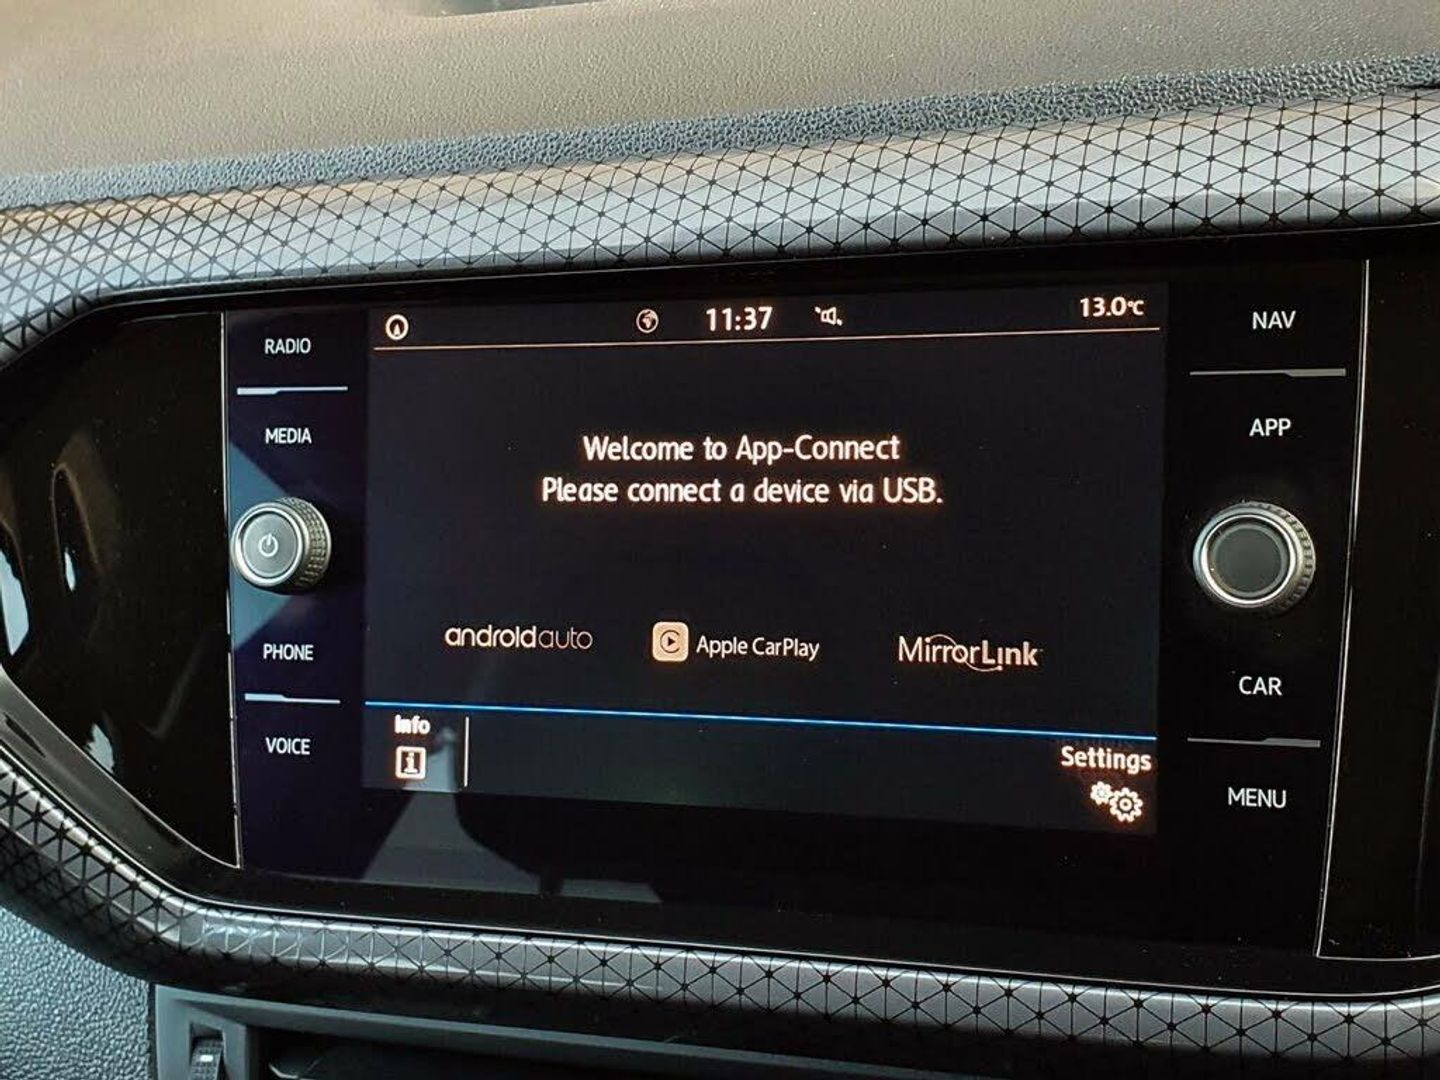 11:37
13.0°C
RADIO
MEDIA
PHONE
VOICE
Welcome to App-Connect
Please connect a device via USB.
androidauto
Apple CarPlay
MirrorLink
Info
Settings
NAV
APP
CAR
MENU